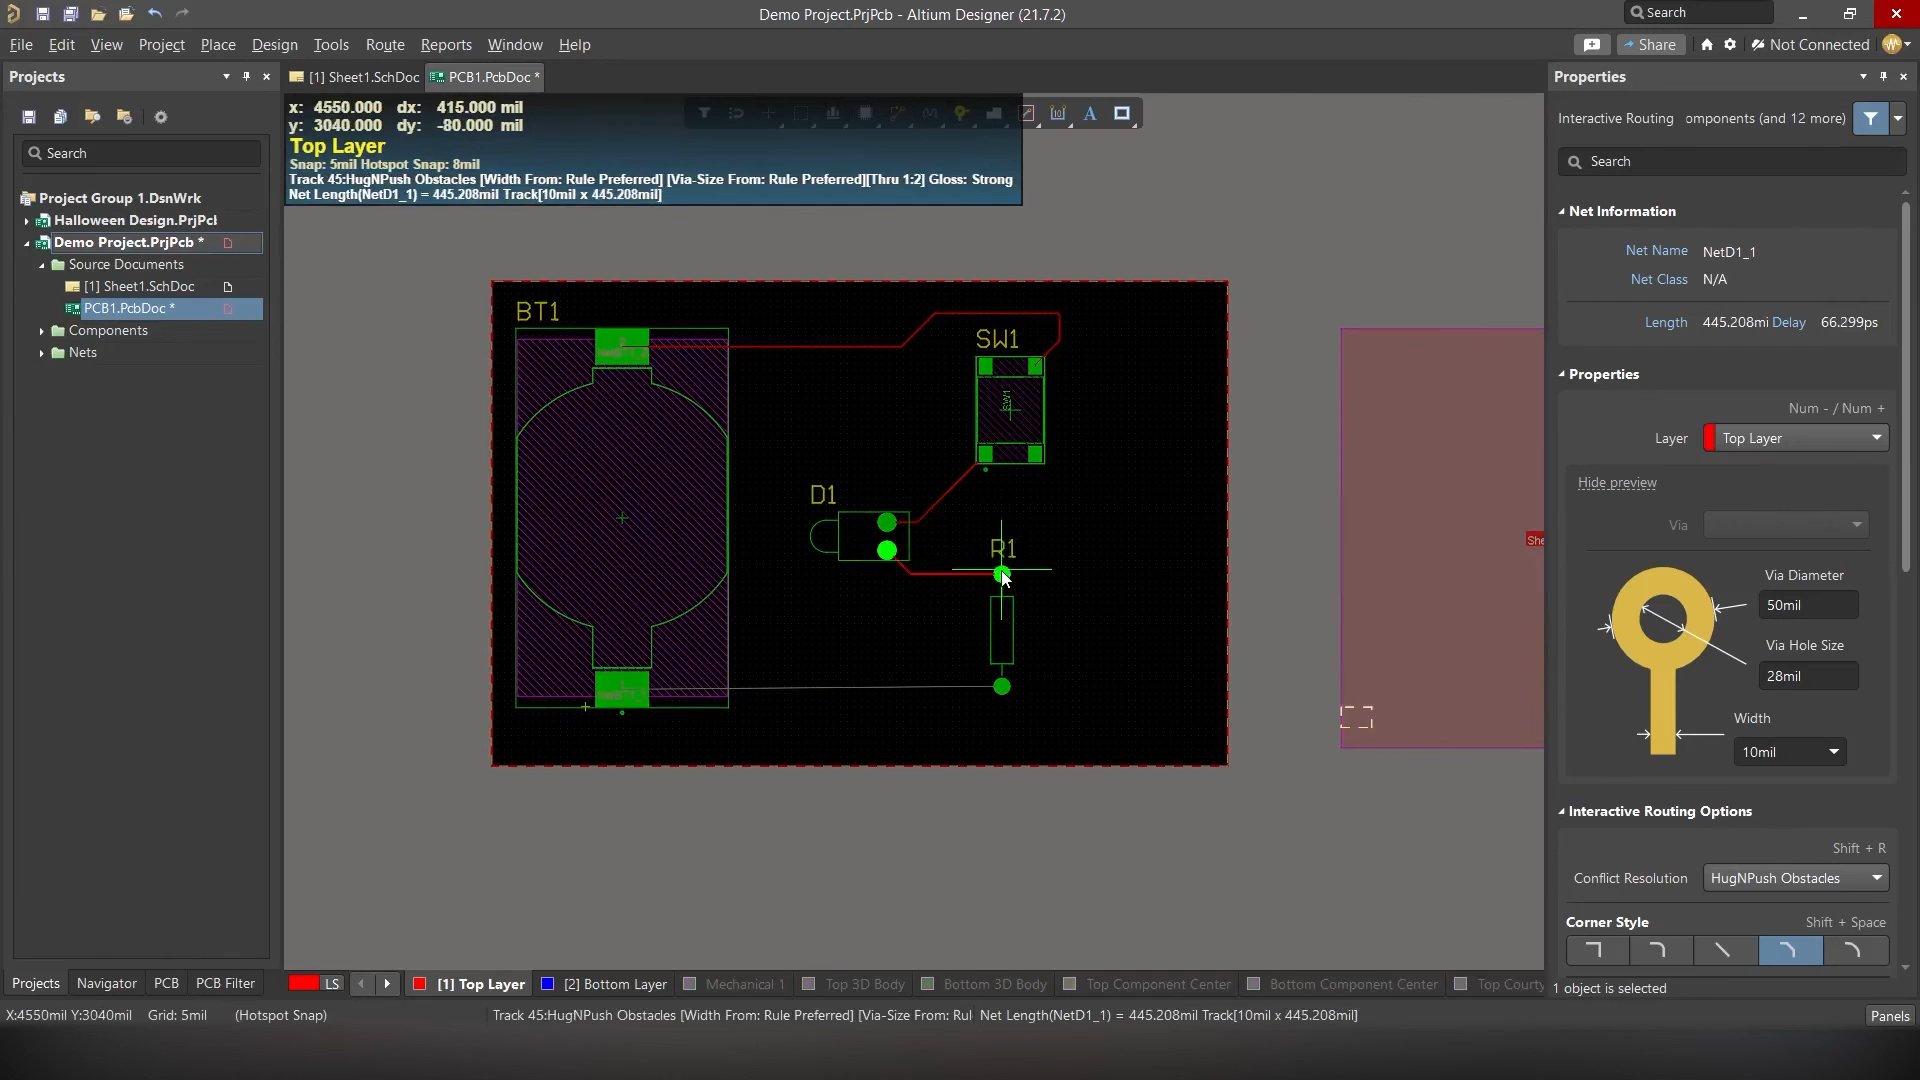 Demo Project.PrjPcb - Altium Designer (21.7.2)
Search
File Edit View Project Place Design Tools Route Reports Window Help
Share
Not Connected
Projects
[1] Sheet1.SchDoc
PCB1.PcbDoc *
Properties
x: 4550.000 dx: 415.000 mil
y: 3040.000 dy: -80.000 mil
Top Layer
Snap: 5mil Hotspot Snap: 8mil
Track 45:HugNPush Obstacles [Width From: Rule Preferred] [Via-Size From: Rule Preferred][Thru 1:2] Gloss: Strong
Net Length(NetD1_1) = 445.208mil Track[10mil x 445.208mil]
Interactive Routing
omponents (and 12 more)
Search
Search
Project Group 1.DsnWrk
Halloween Design.PrjPcb
Demo Project.PrjPcb *
Source Documents
[1] Sheet1.SchDoc
PCB1.PcbDoc *
Components
Nets
BT1
SW1
SW1
D1
R1
She
Net Information
Net Name NetD1_1
Net Class N/A
Length 445.208mi Delay 66.299ps
Properties
Num - / Num +
Layer Top Layer
Hide preview
Via
Via Diameter
50mil
Via Hole Size
28mil
Width
10mil
Interactive Routing Options
Shift + R
Conflict Resolution HugNPush Obstacles
Corner Style Shift + Space
1 object is selected
Projects Navigator PCB PCB Filter
LS
[1] Top Layer
[2] Bottom Layer
Mechanical 1
Top 3D Body
Bottom 3D Body
Top Component Center
Bottom Component Center
Top Courty
X:4550mil Y:3040mil Grid: 5mil (Hotspot Snap)
Track 45:HugNPush Obstacles [Width From: Rule Preferred] [Via-Size From: Rul
Net Length(NetD1_1) = 445.208mil Track[10mil x 445.208mil]
Panels